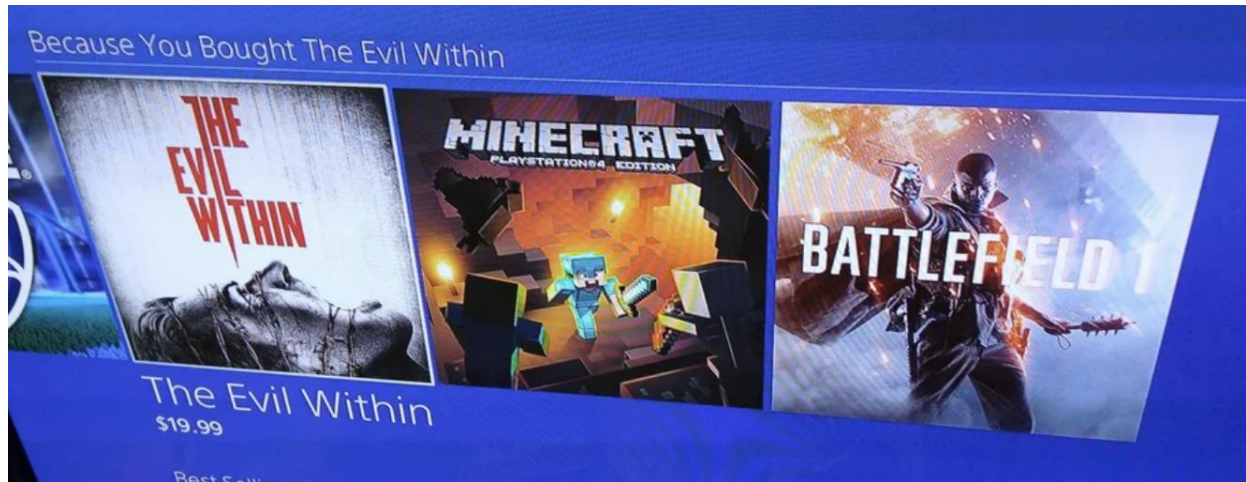 Because You Bought The Evil Within
THE
EVIL
WITHIN
MINECRAFT
PLAYSTATION®4 EDITION
BATTLEFIELD 1
The Evil Within
$19.99